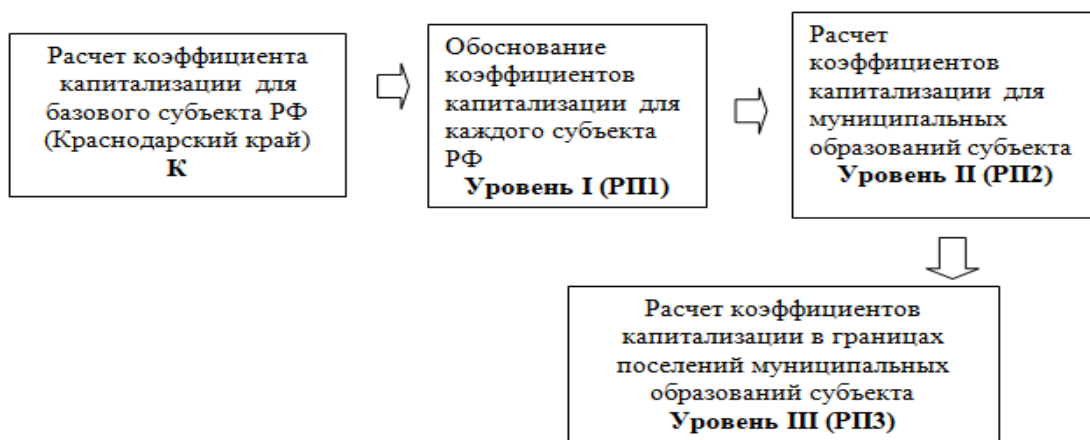 Расчет коэффициента
капитализации для
базового субъекта РФ
(Краснодарский край)
К
Обоснование
коэффициентов
капитализации для
каждого субъекта
РФ
Уровень I (РП1)
Расчет
коэффициентов
капитализации для
муниципальных
образований субъекта
Уровень II (РП2)
Расчет коэффициентов
капитализации в границах
поселений муниципальных
образований субъекта
Уровень III (РП3)